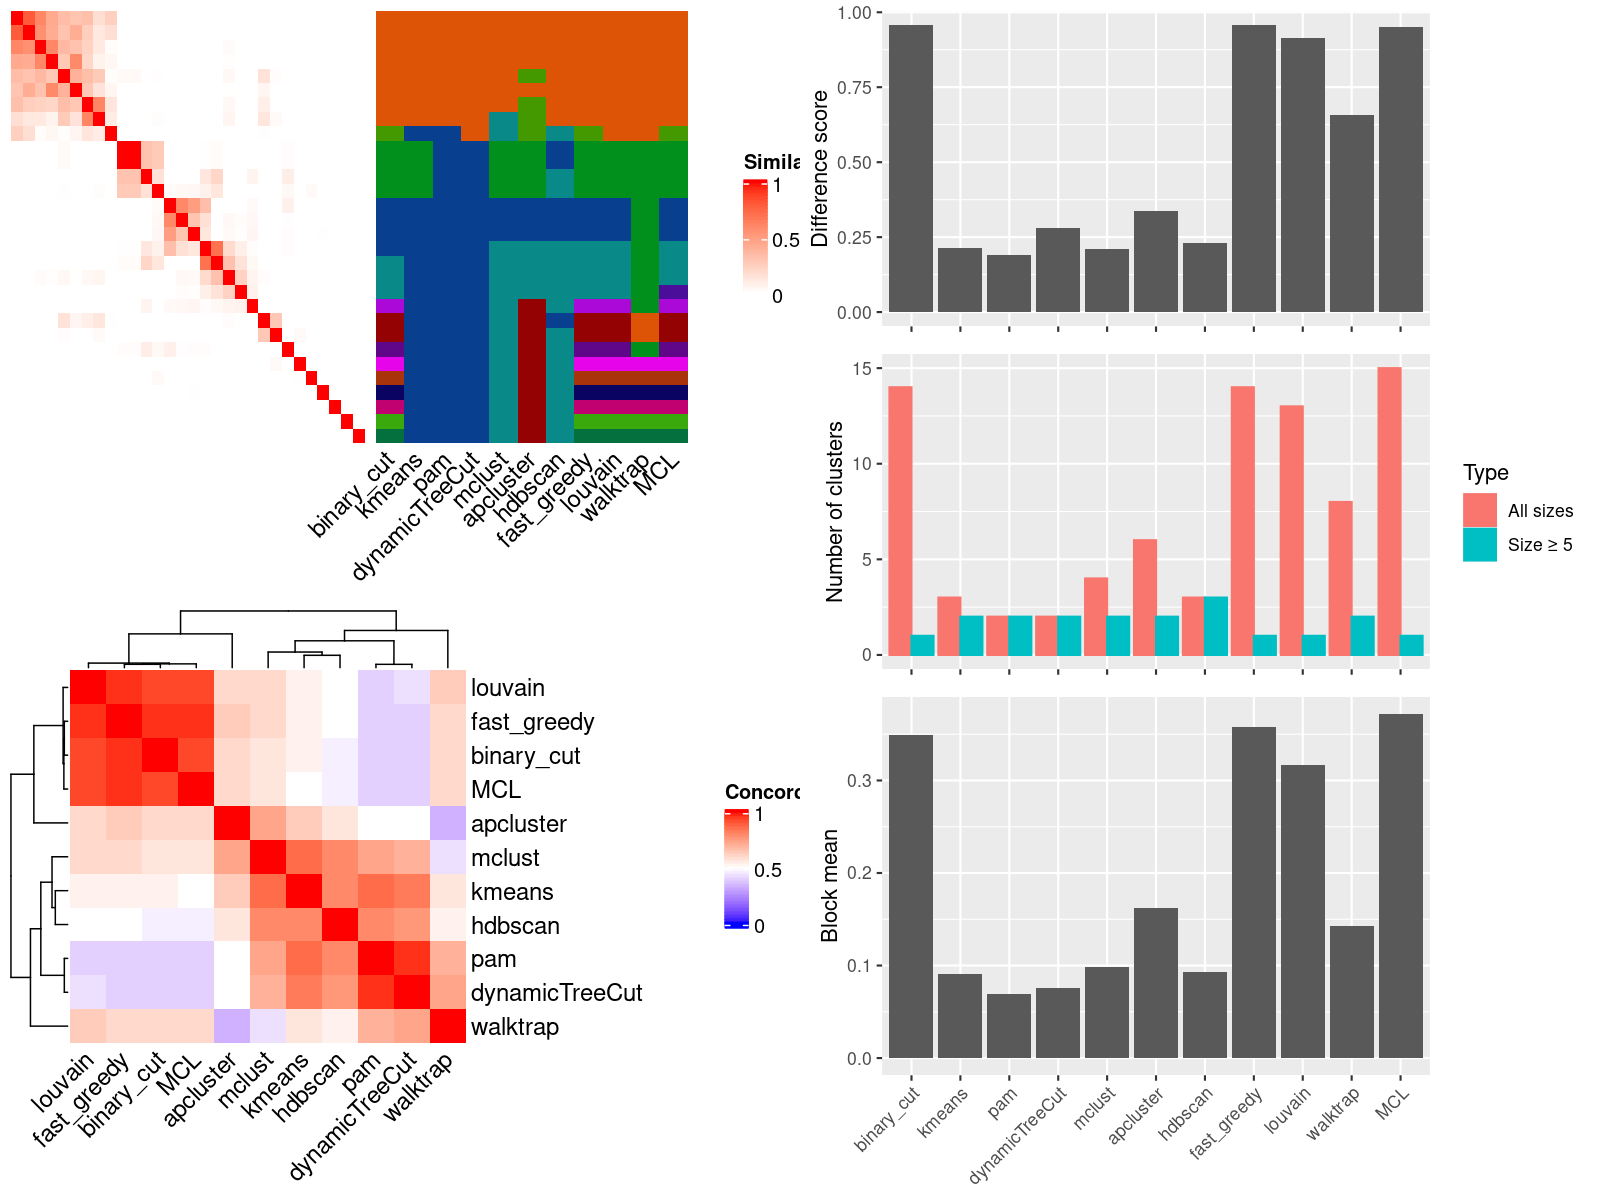 Simila
1
0.5
0
binary_cut
kmeans
pam
dynamicTreeCut
mclust
apcluster
hdbscan
fast_greedy
louvain
walktrap
MCL
louvain
fast_greedy
binary_cut
MCL
apcluster
mclust
kmeans
hdbscan
pam
dynamicTreeCut
walktrap
Concord
1
0.5
0
louvain
fast_greedy
binary_cut
MCL
apcluster
mclust
kmeans
hdbscan
pam
dynamicTreeCut
walktrap
Difference score
1.00
0.75
0.50
0.25
0.00
Number of clusters
15
10
5
0
Type
All sizes
Size ≥ 5
Block mean
0.3
0.2
0.1
0.0
binary_cut
kmeans
pam
dynamicTreeCut
mclust
apcluster
hdbscan
fast_greedy
louvain
walktrap
MCL